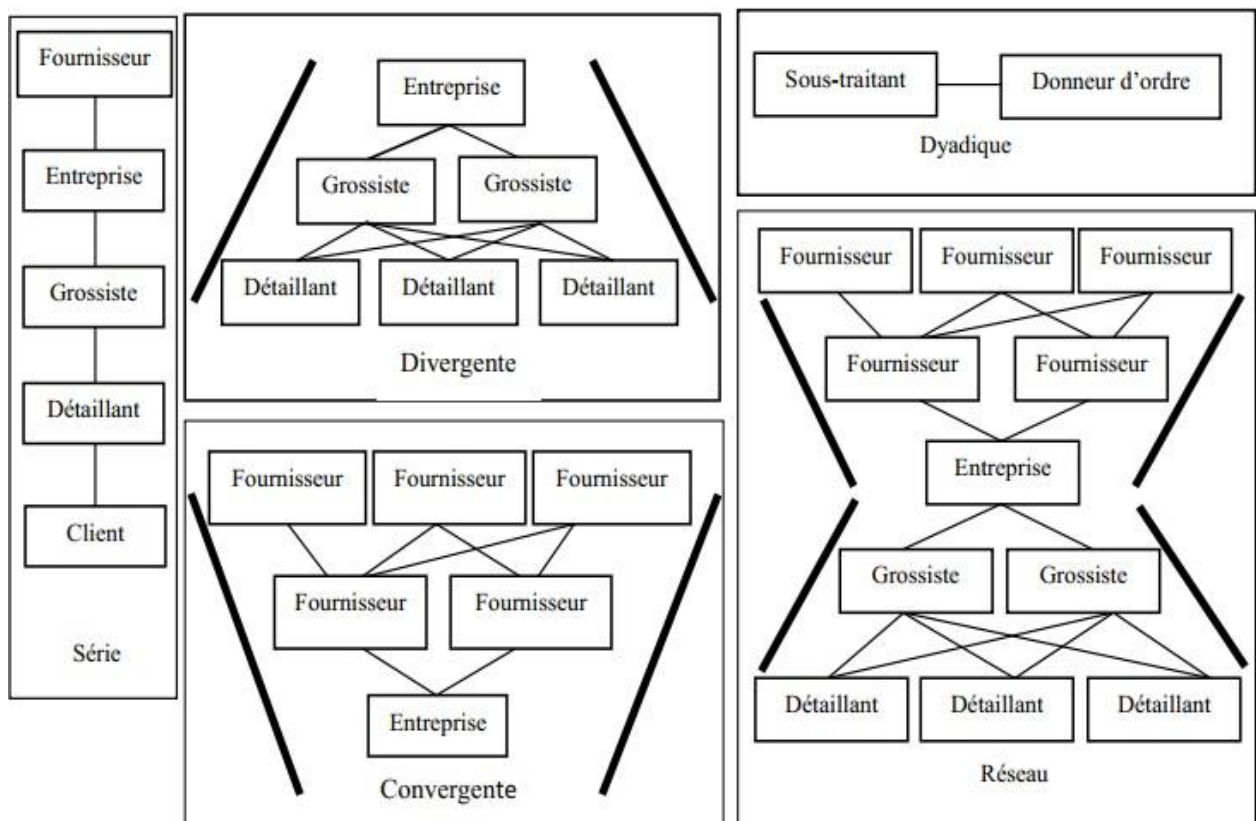 Fournisseur
Entreprise
Grossiste
Détaillant
Client
Série
Entreprise
Grossiste Grossiste
Détaillant Détaillant Détaillant
Divergente
Fournisseur Fournisseur Fournisseur
Fournisseur Fournisseur
Entreprise
Convergente
Sous-traitant Donneur d’ordre
Dyadique
Fournisseur Fournisseur Fournisseur
Fournisseur Fournisseur
Entreprise
Grossiste Grossiste
Détaillant Détaillant Détaillant
Réseau